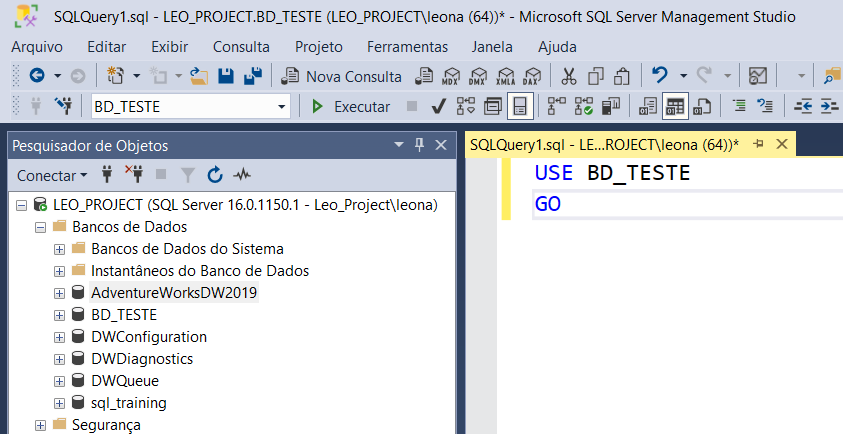 SQLQuery1.sql - LEO_PROJECT.BD_TESTE (LEO_PROJECT\leona (64))* - Microsoft SQL Server Management Studio
Arquivo Editar Exibir Consulta Projeto Ferramentas Janela Ajuda
Nova Consulta MDX DMX XMLA DAX
BD_TESTE Executar
Pesquisador de Objetos
SQLQuery1.sql - LE...ROJECT\leona (64))*
Conectar
LEO_PROJECT (SQL Server 16.0.1150.1 - Leo_Project\leona)
Bancos de Dados
Bancos de Dados do Sistema
Instantâneos do Banco de Dados
AdventureWorksDW2019
BD_TESTE
DWConfiguration
DWDiagnostics
DWQueue
sql_training
Segurança
USE BD_TESTE
GO